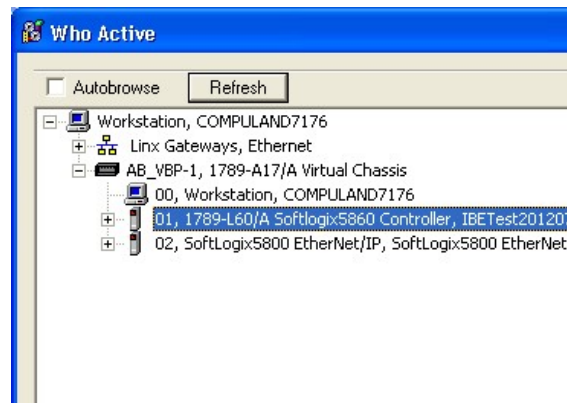 Who Active
Autobrowse Refresh
Workstation, COMPULAND7176
Linx Gateways, Ethernet
AB_VBP-1, 1789-A17/A Virtual Chassis
00, Workstation, COMPULAND7176
01, 1789-L60/A Softlogix5860 Controller, IBETest201207
02, SoftLogix5800 EtherNet/IP, SoftLogix5800 EtherNet